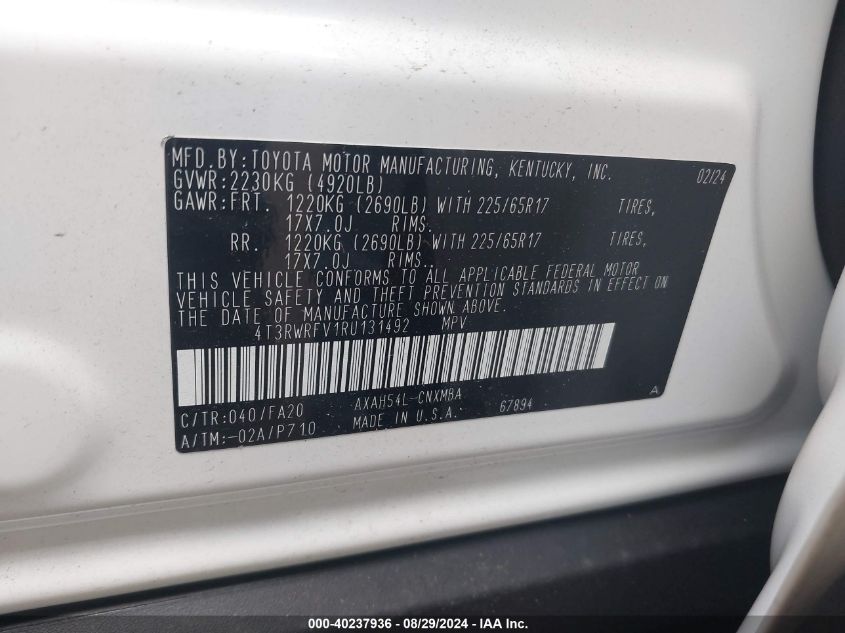 MFD.BY:TOYOTA MOTOR MANUFACTURING, KENTUCKY, INC. 02/24
GVWR:2230KG (4920LB)
GAWR:FRT. 1220KG (2690LB) WITH 225/65R17 TIRES,
17X7.0J RIMS.
RR. 1220KG (2690LB) WITH 225/65R17 TIRES,
17X7.0J RIMS.
THIS VEHICLE CONFORMS TO ALL APPLICABLE FEDERAL MOTOR
VEHICLE SAFETY AND THEFT PREVENTION STANDARDS IN EFFECT ON
THE DATE OF MANUFACTURE SHOWN ABOVE.
4T3RWRFV1RU131492 MPV
C/TR:040/FA20 AXAH54L-CNXMBA 67894 A
A/TM:-02A/P710 MADE IN U.S.A.
000-40237936 - 08/29/2024 - IAA, Inc.